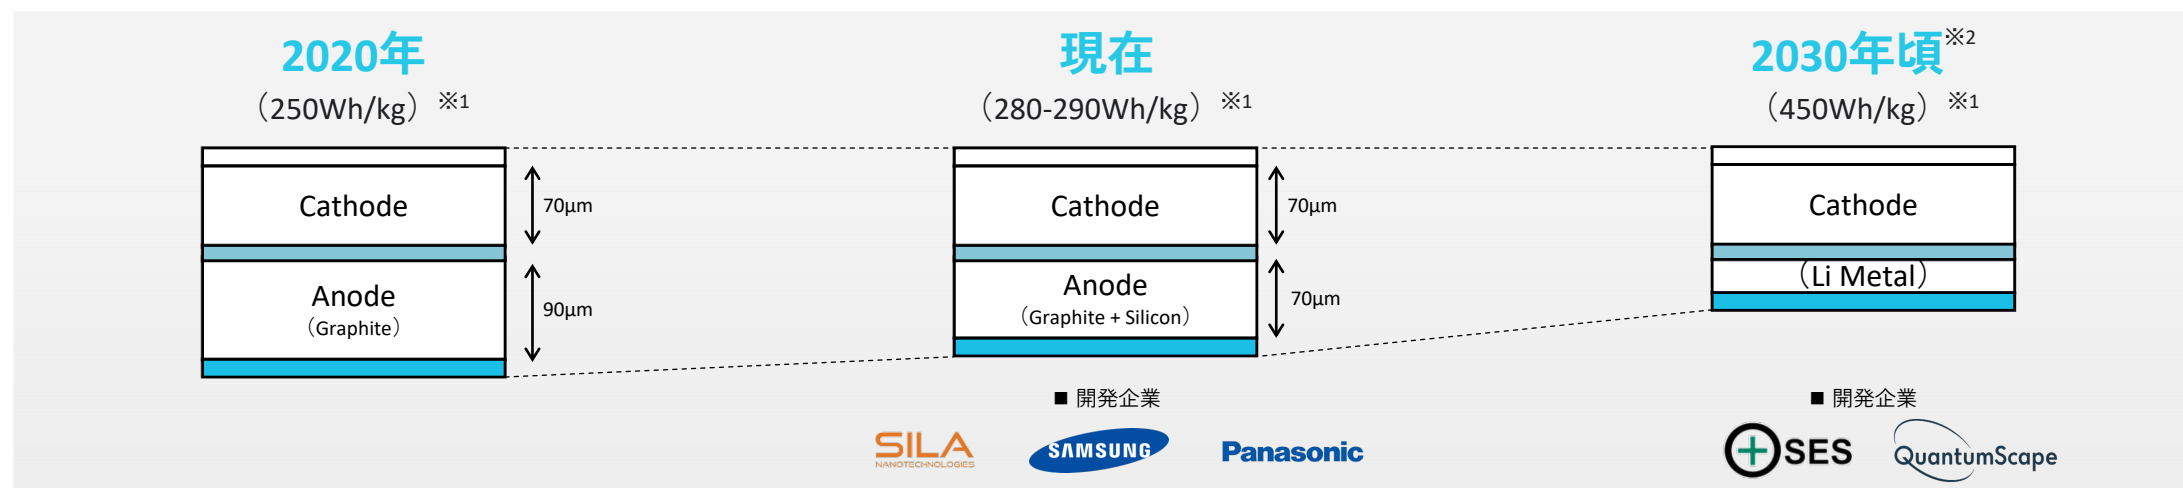 2020年
（250Wh/kg）※1
Cathode
70μm
Anode
（Graphite）
90μm
現在
（280-290Wh/kg）※1
Cathode
70μm
Anode
（Graphite + Silicon）
70μm
■ 開発企業
SILA
NANOTECHNOLOGIES
SAMSUNG
Panasonic
2030年頃※2
（450Wh/kg）※1
Cathode
（Li Metal）
■ 開発企業
SES
QuantumScape